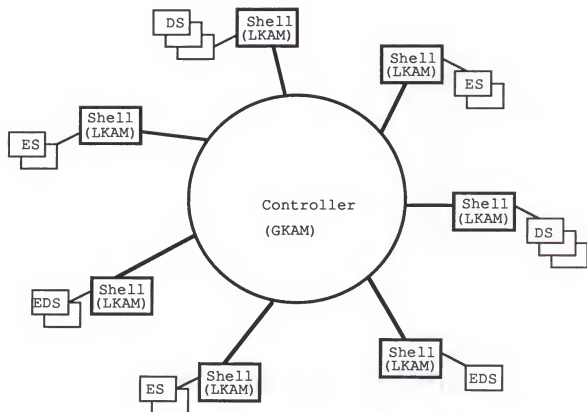 DS
Shell
(LKAM)
Shell
(LKAM)
ES
Shell
(LKAM)
ES
Controller
(GKAM)
Shell
(LKAM)
DS
Shell
(LKAM)
EDS
Shell
(LKAM)
EDS
Shell
(LKAM)
ES